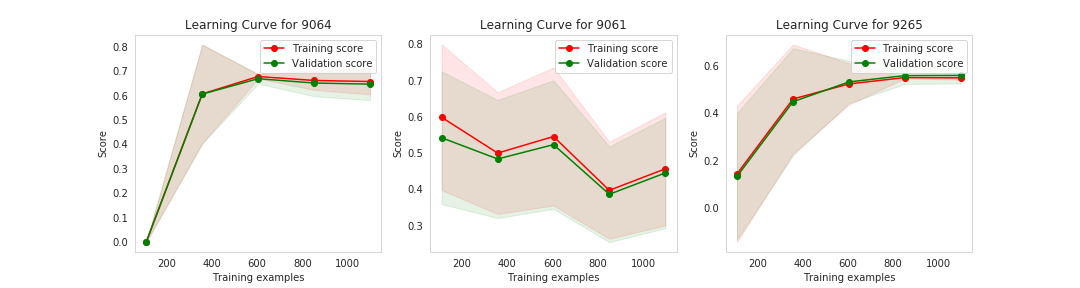 Learning Curve for 9064
Score
0.8
0.7
0.6
0.5
0.4
0.3
0.2
0.1
0.0
Training score
Validation score
200 400 600 800 1000
Training examples
Learning Curve for 9061
Score
0.8
0.7
0.6
0.5
0.4
0.3
Training score
Validation score
200 400 600 800 1000
Training examples
Learning Curve for 9265
Score
0.6
0.4
0.2
0.0
Training score
Validation score
200 400 600 800 1000
Training examples